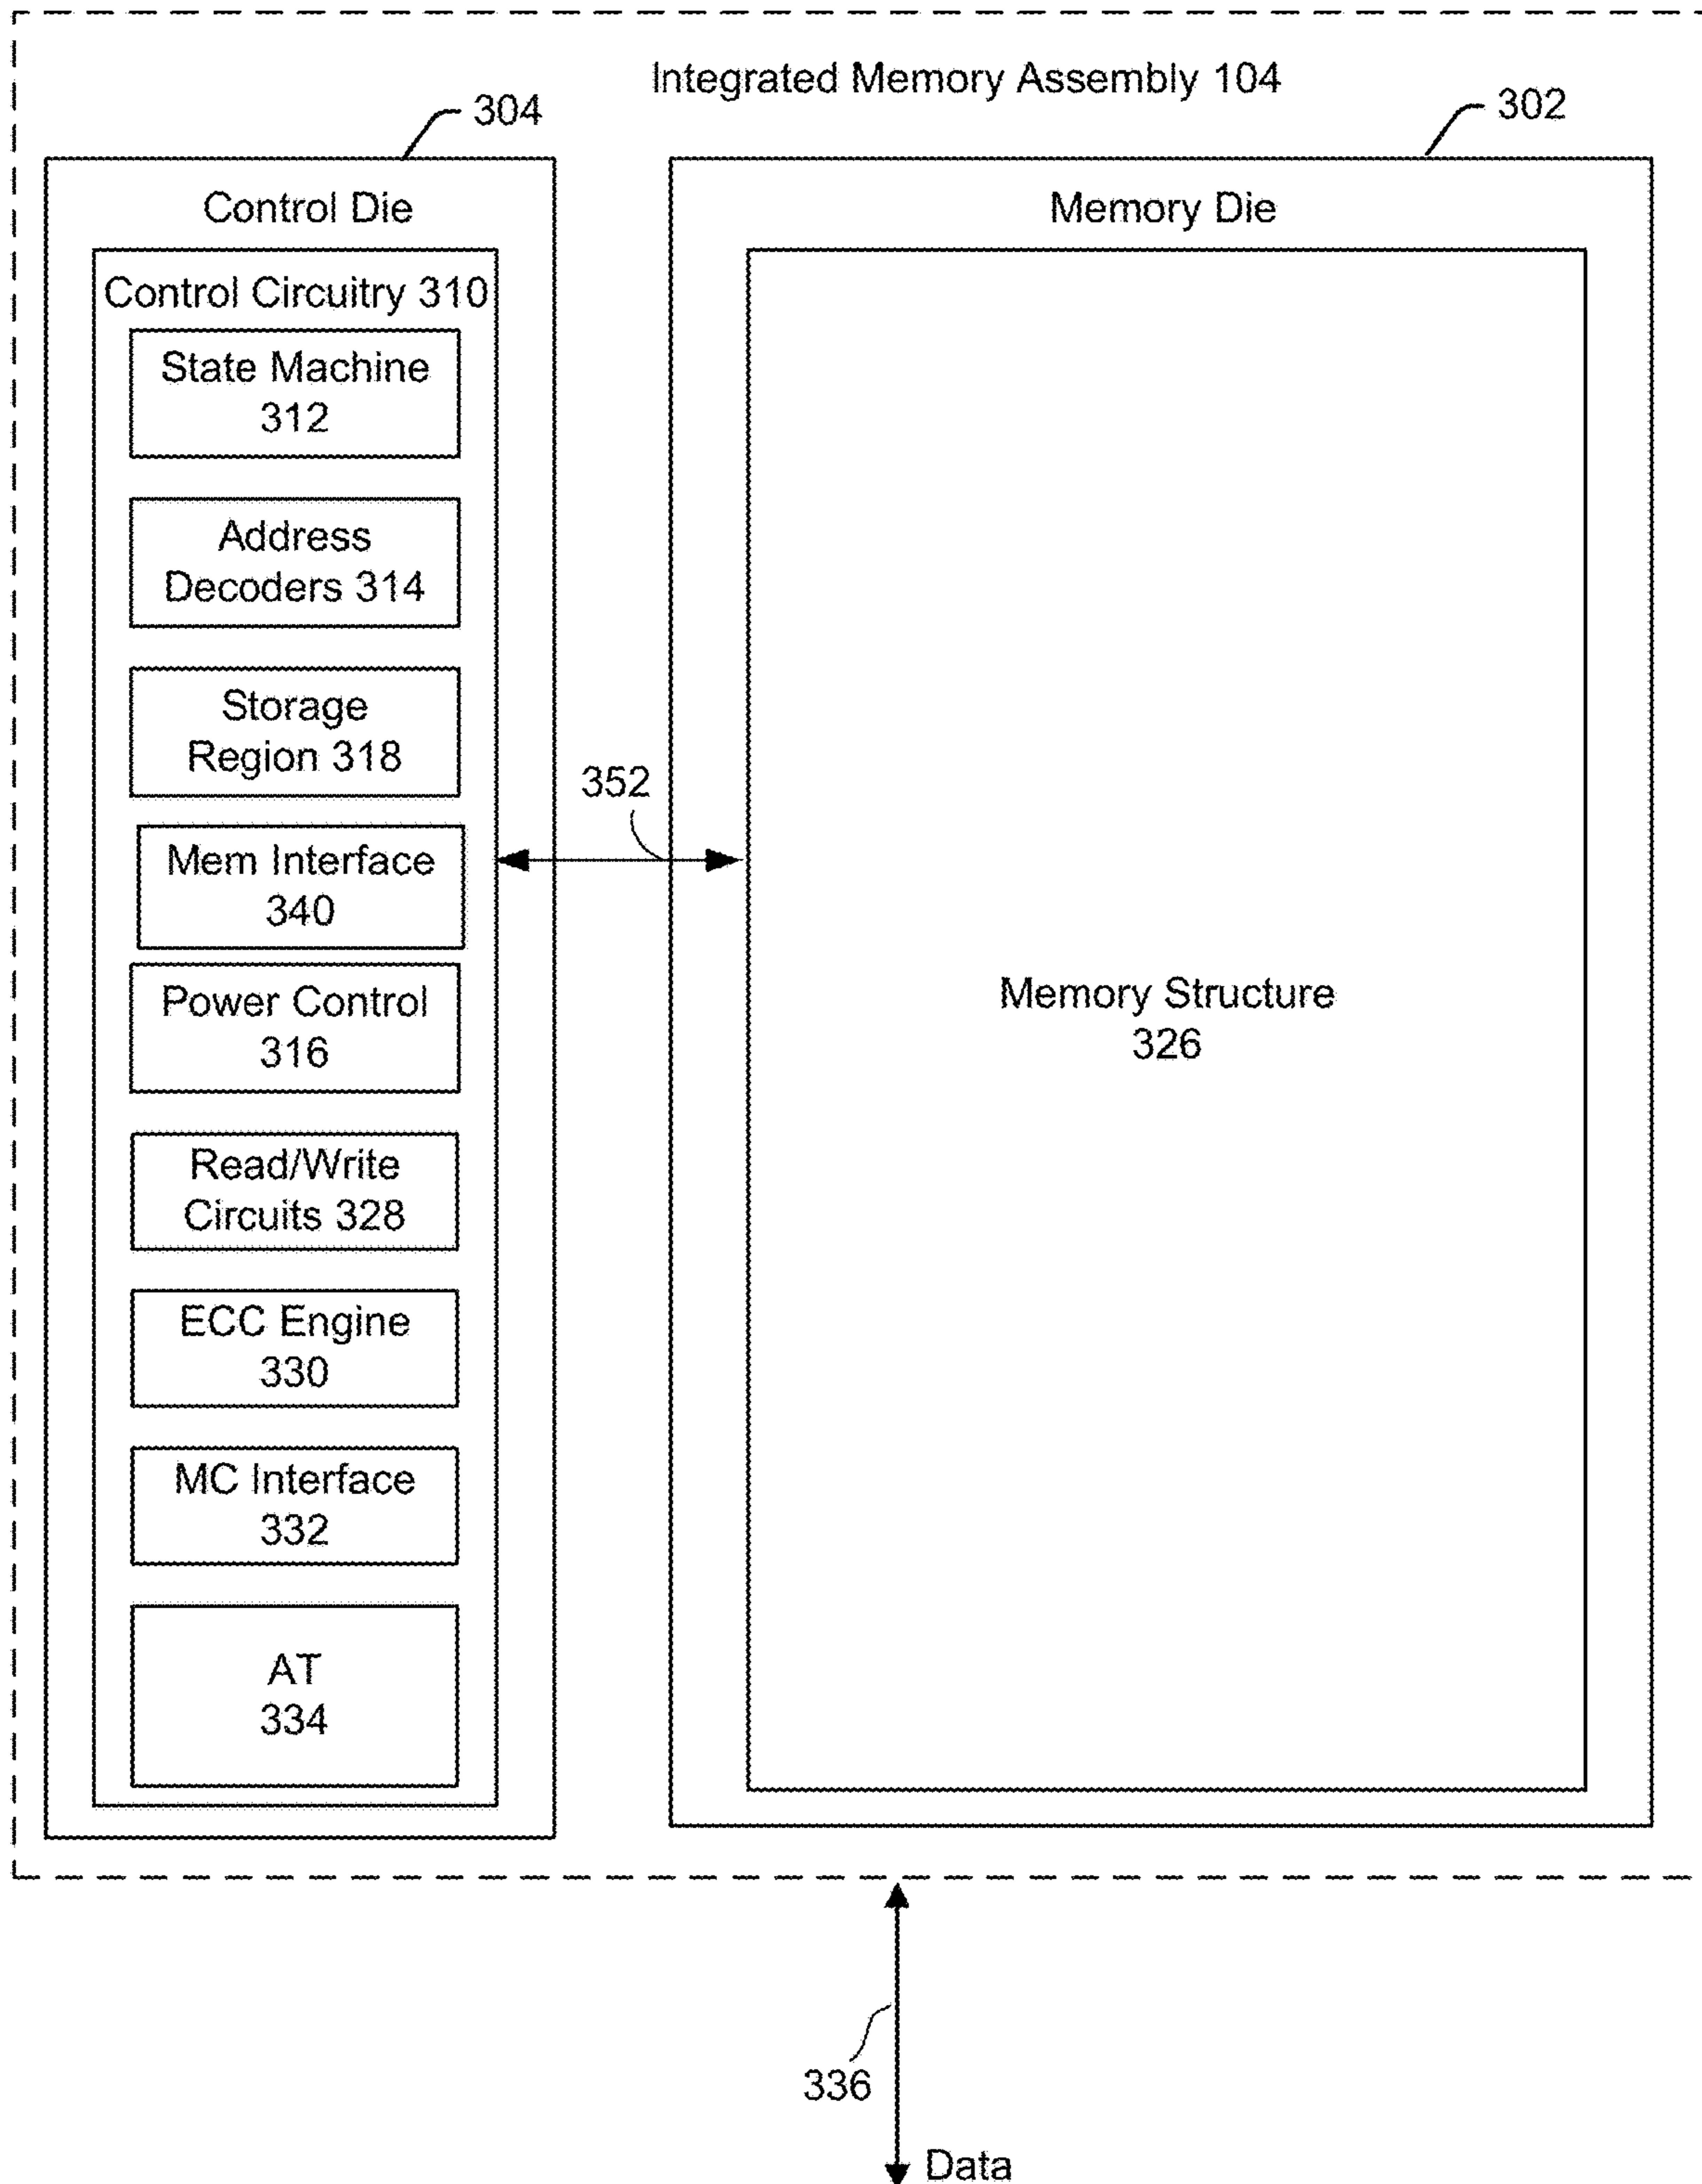 Integrated Memory Assembly 104
304
302
Control Die
Memory Die
Control Circuitry 310
State Machine
312
Address
Decoders 314
Storage
Region 318
352
Mem Interface
340
Power Control
316
Memory Structure
326
Read/Write
Circuits 328
ECC Engine
330
MC Interface
332
AT
334
336
Data